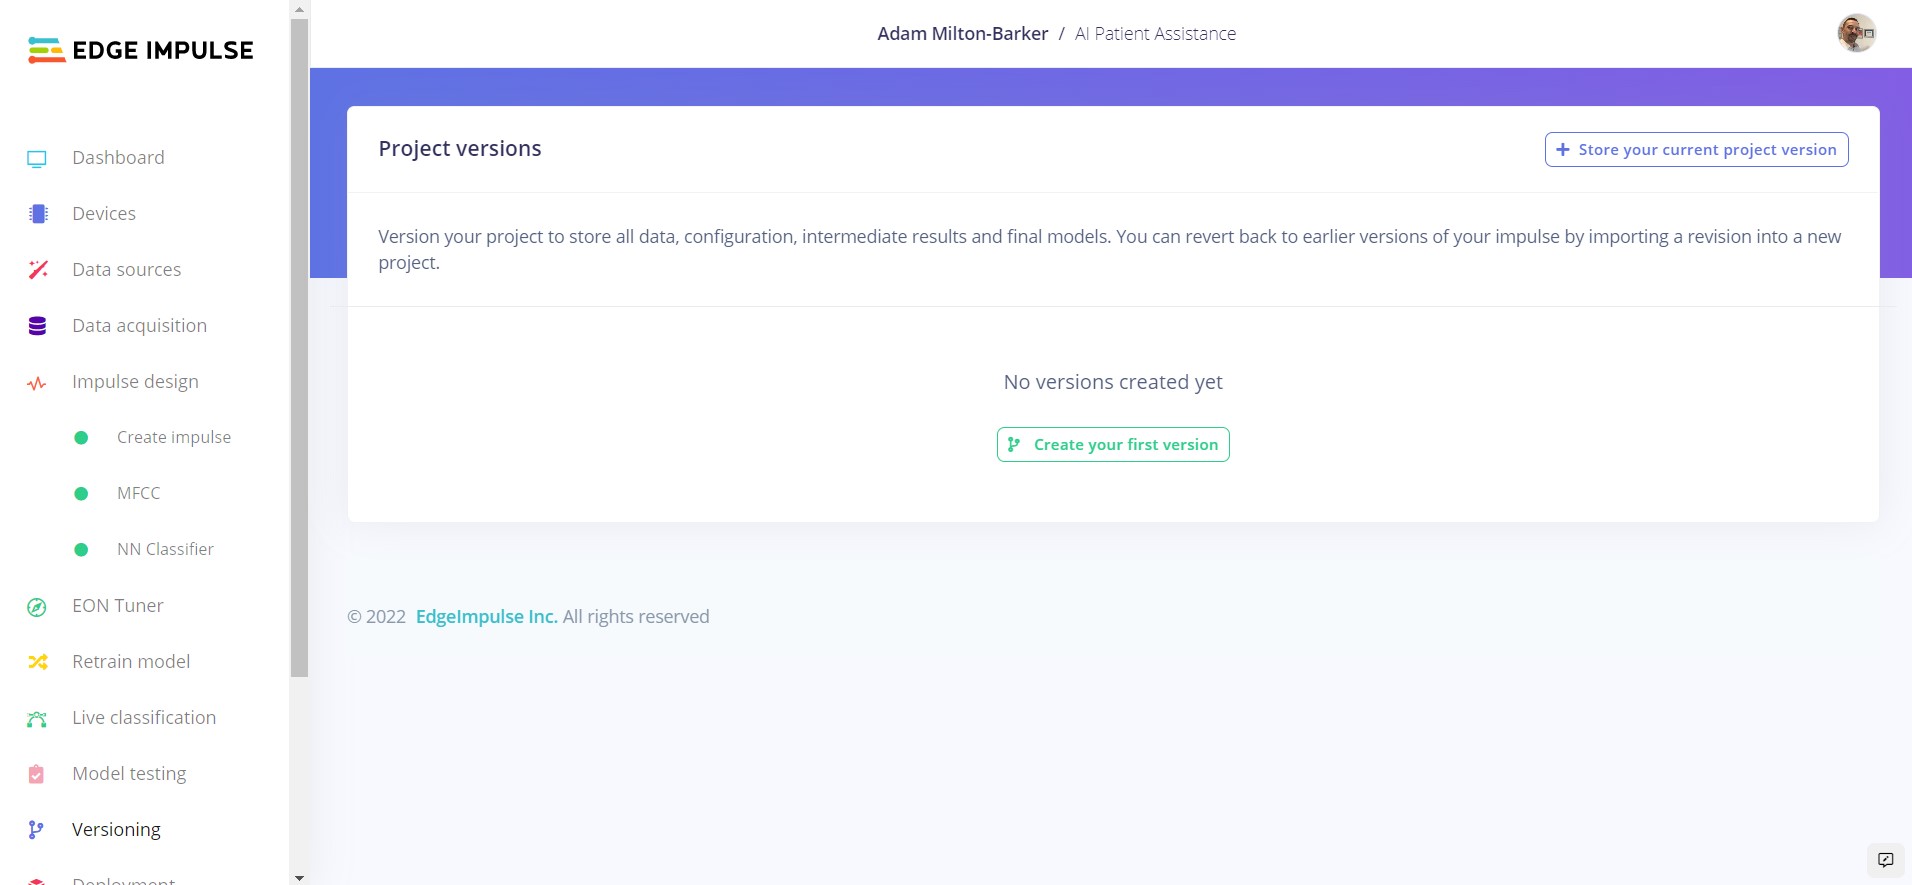 EDGE IMPULSE
Adam Milton-Barker / AI Patient Assistance
Dashboard
Devices
Data sources
Data acquisition
Impulse design
Create impulse
MFCC
NN Classifier
EON Tuner
Retrain model
Live classification
Model testing
Versioning
Deployment
Project versions
+ Store your current project version
Version your project to store all data, configuration, intermediate results and final models. You can revert back to earlier versions of your impulse by importing a revision into a new
project.
No versions created yet
Create your first version
© 2022 EdgeImpulse Inc. All rights reserved